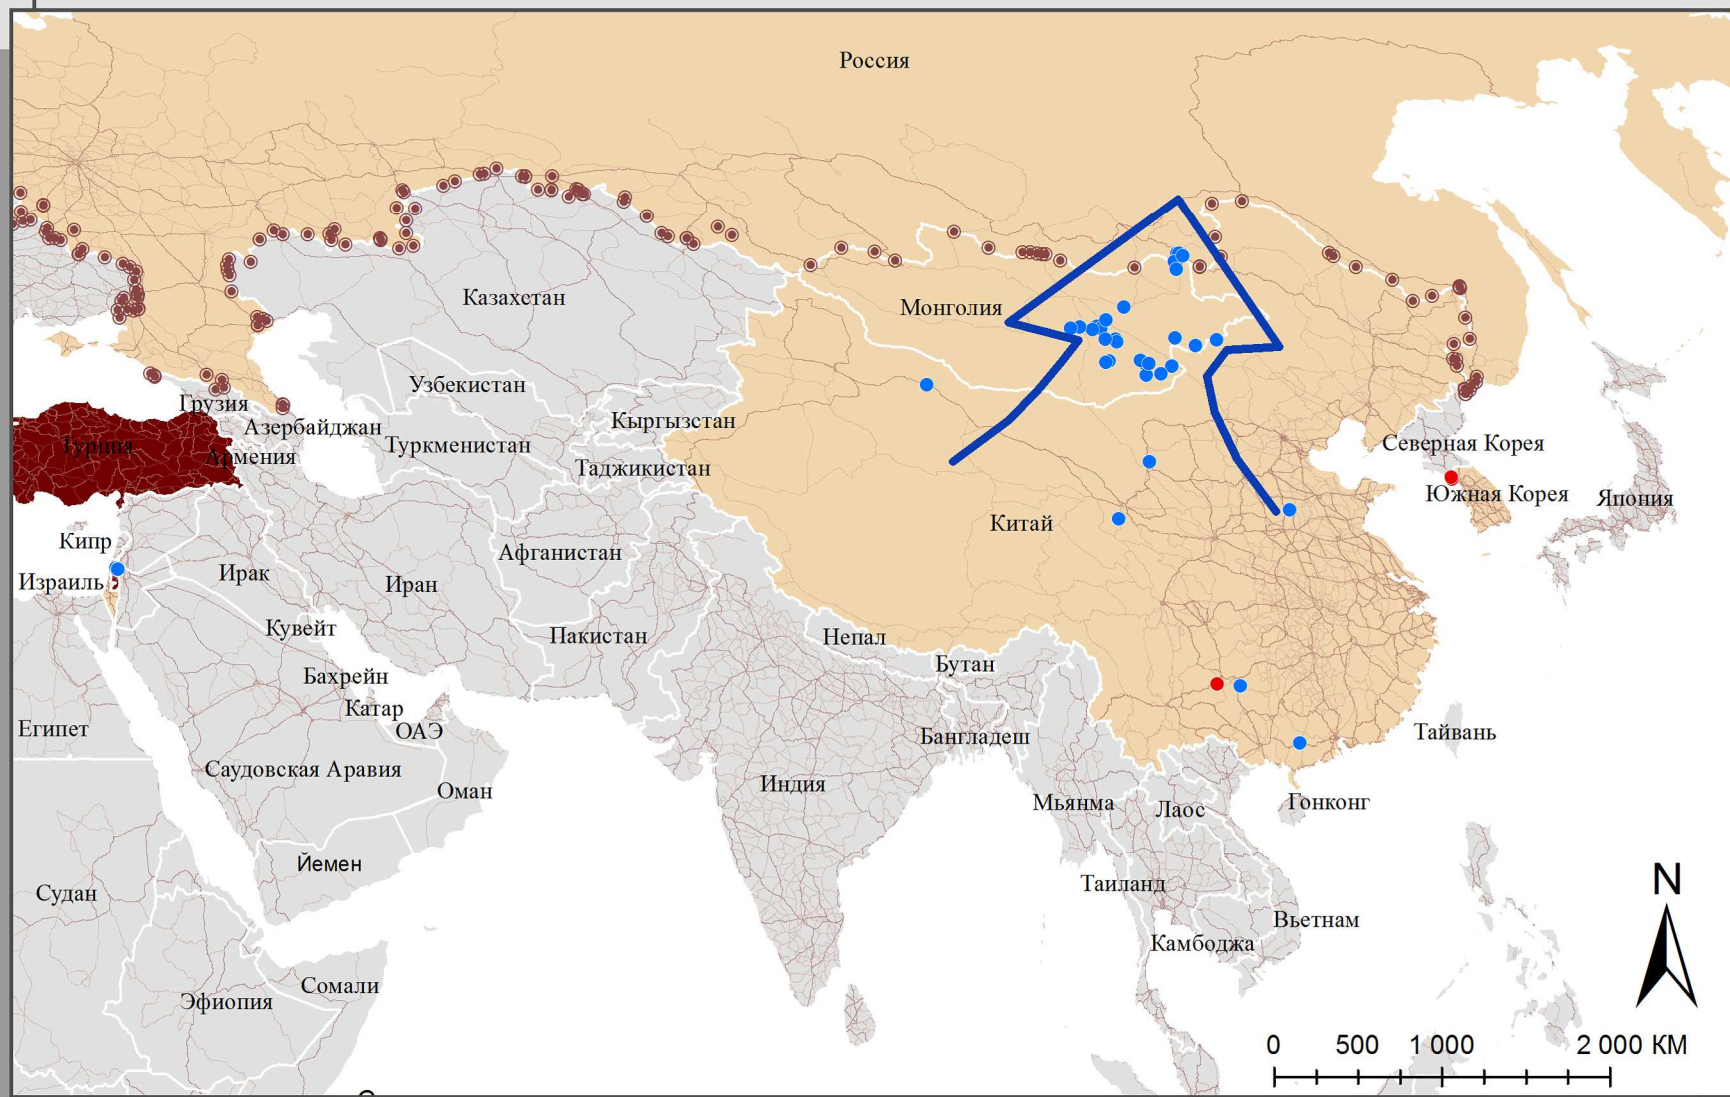 Россия
Казахстан
Монголия
Узбекистан
Грузия
Кыргызстан
Азербайджан
Туркменистан
Турция
Армения
Таджикистан
Северная Корея
Южная Корея
Япония
Китай
Кипр
Афганистан
Израиль
Ирак
Иран
Кувейт
Пакистан
Непал
Бутан
Бахрейн
Катар
ОАЭ
Египет
Бангладеш
Тайвань
Саудовская Аравия
Оман
Индия
Мьянма
Лаос
Гонконг
Йемен
Таиланд
Судан
N
Вьетнам
Камбоджа
Сомали
Эфиопия
0 500 1 000 2 000 КМ